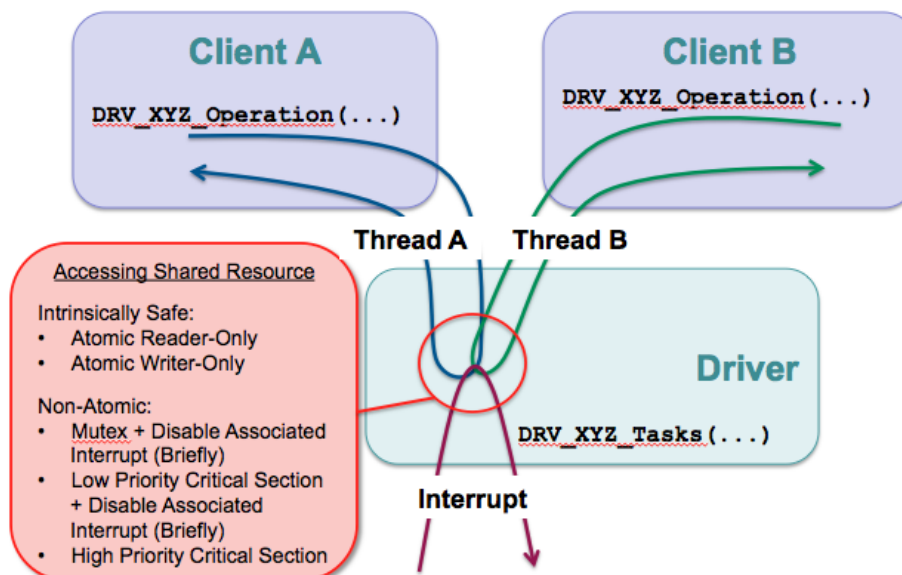 Client A
DRV_XYZ_Operation(...)
Client B
DRV_XYZ_Operation(...)
Thread A
Thread B
Accessing Shared Resource
Intrinsically Safe:
• Atomic Reader-Only
• Atomic Writer-Only
Non-Atomic:
• Mutex + Disable Associated
Interrupt (Briefly)
• Low Priority Critical Section
+ Disable Associated
Interrupt (Briefly)
• High Priority Critical Section
Driver
DRV_XYZ_Tasks(...)
Interrupt